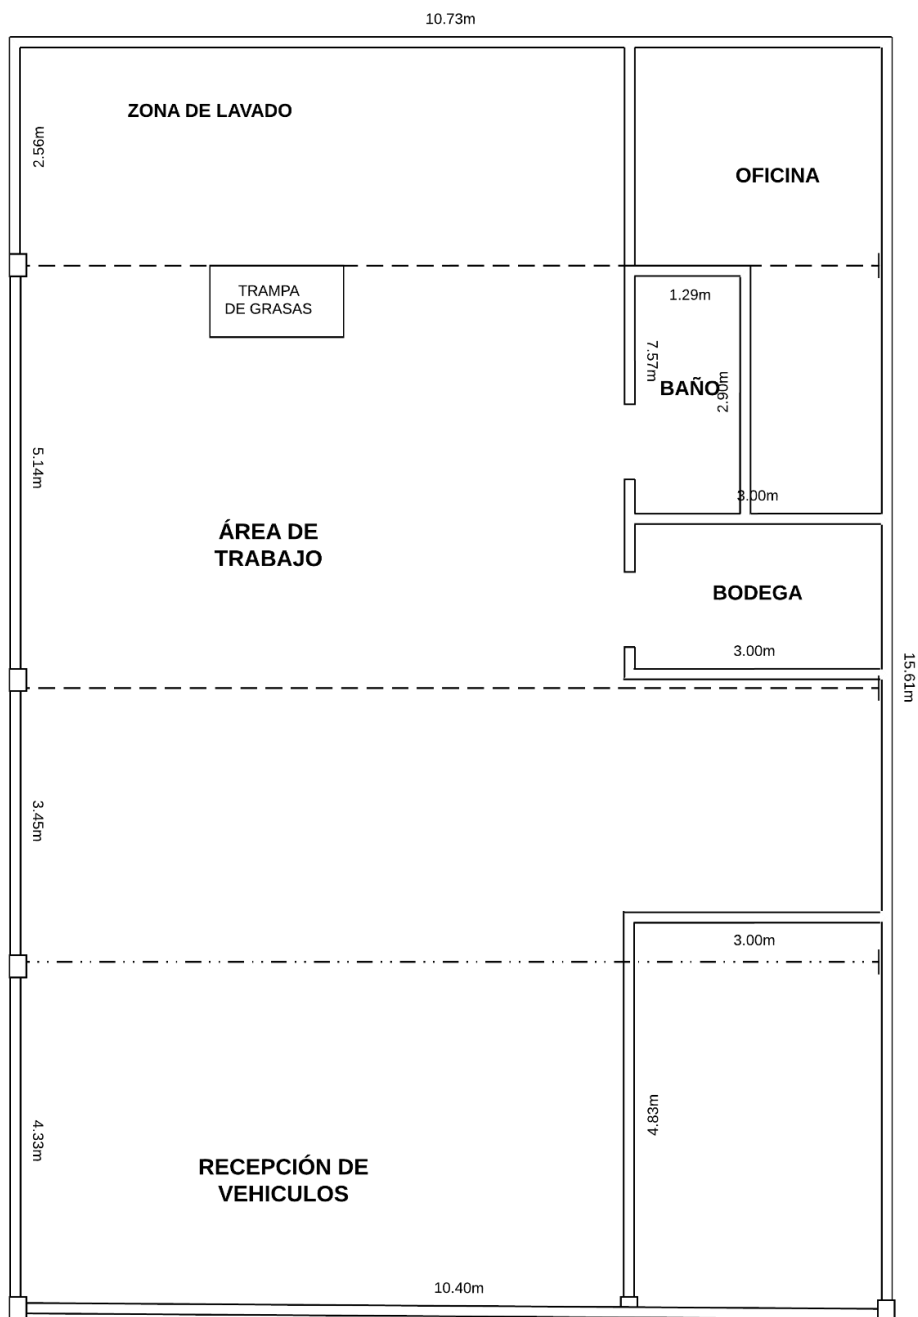 10.73m
ZONA DE LAVADO
2.56m
OFICINA
TRAMPA
DE GRASAS
1.29m
7.57m
BAÑO
2.90m
5.14m
3.00m
ÁREA DE
TRABAJO
BODEGA
3.00m
15.61m
3.45m
3.00m
4.83m
4.33m
RECEPCIÓN DE
VEHICULOS
10.40m